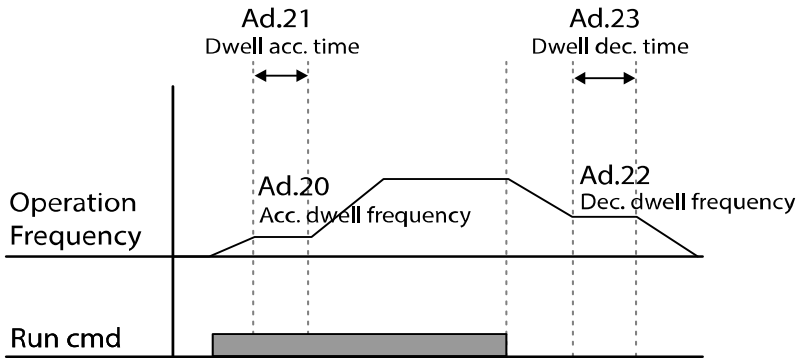 Ad.21
Dwell acc. time
Ad.23
Dwell dec. time
Ad.20
Acc. dwell frequency
Ad.22
Dec. dwell frequency
Operation
Frequency
Run cmd